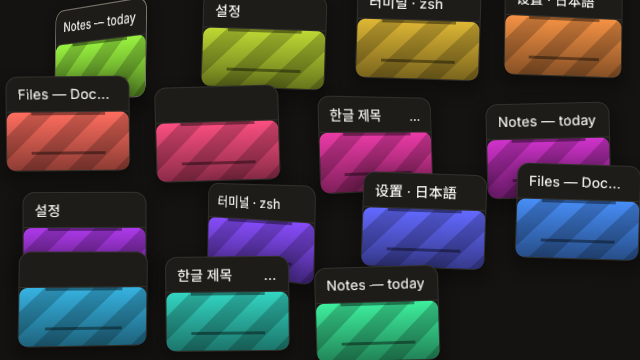 Notes — today
설정
터미널 · zsh
设置 · 日本語
Files — Doc...
한글 제목 ...
Notes — today
设置 · 日本語
Files — Doc...
설정
터미널 · zsh
한글 제목 ...
Notes — today